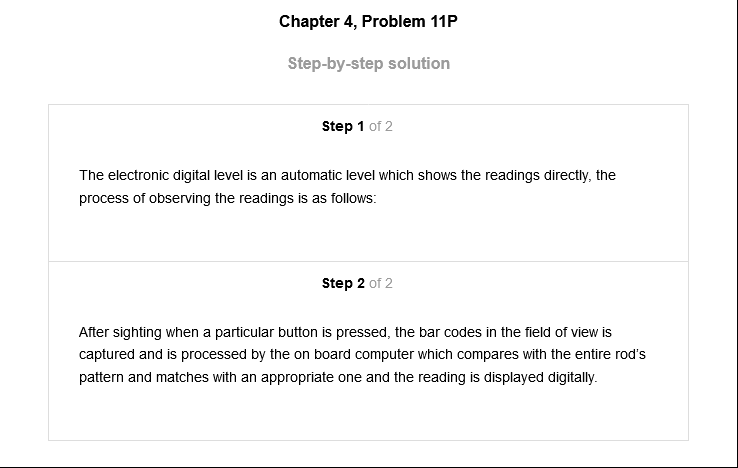 Chapter 4, Problem 11P
Step-by-step solution
Step 1 of 2
The electronic digital level is an automatic level which shows the readings directly, the
process of observing the readings is as follows:
Step 2 of 2
After sighting when a particular button is pressed, the bar codes in the field of view is
captured and is processed by the on board computer which compares with the entire rod’s
pattern and matches with an appropriate one and the reading is displayed digitally.